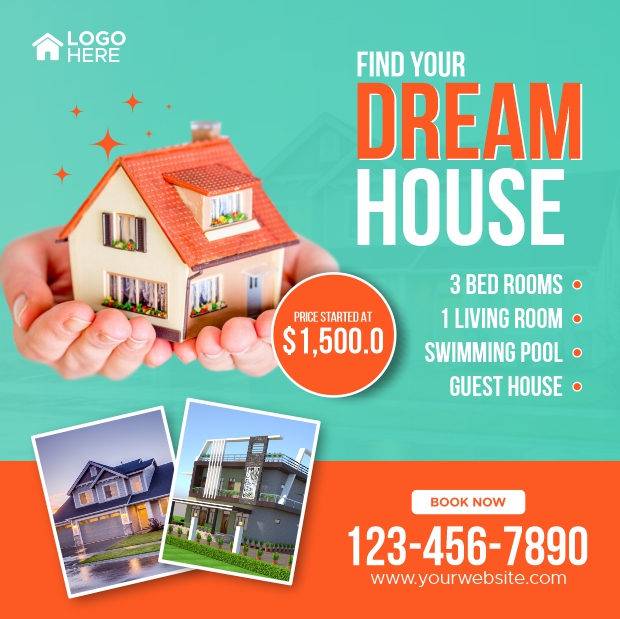 LOGO
HERE
FIND YOUR
DREAM
HOUSE
3 BED ROOMS
1 LIVING ROOM
SWIMMING POOL
GUEST HOUSE
PRICE STARTED AT
$1,500.0
BOOK NOW
123-456-7890
www.yourwebsite.com